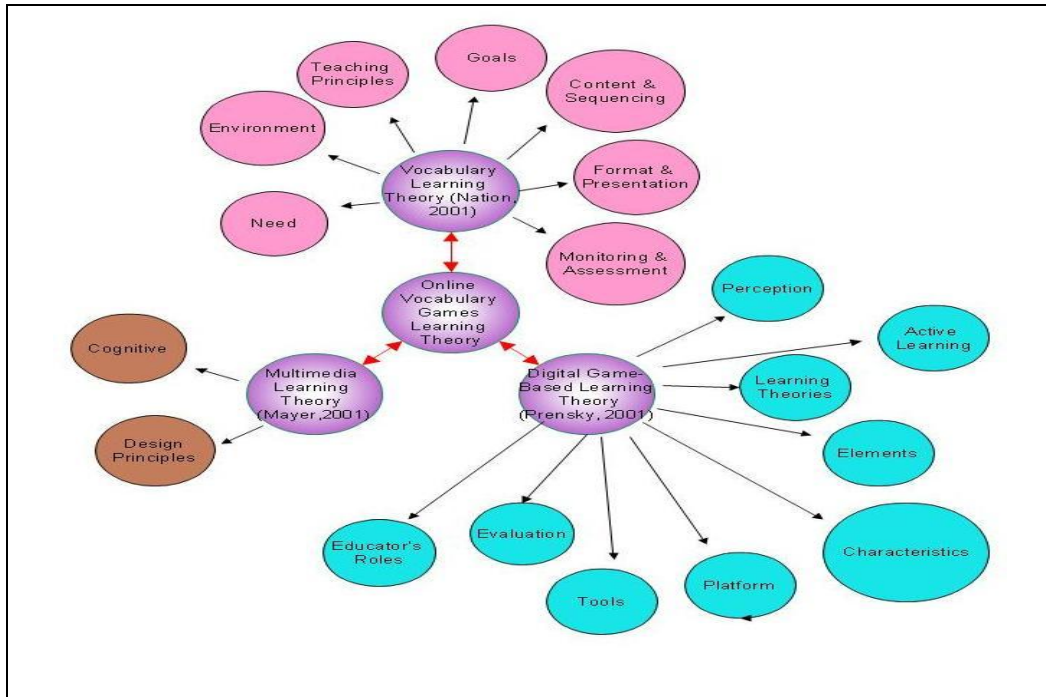 Goals
Teaching
Principles
Content &
Sequencing
Environment
Vocabulary
Learning
Theory (Nation,
2001)
Format &
Presentation
Need
Monitoring &
Assessment
Online
Vocabulary
Games
Learning
Theory
Perception
Active
Learning
Cognitive
Multimedia
Learning
Theory
(Mayer,2001)
Digital Game-
Based Learning
Theory
(Prensky, 2001)
Learning
Theories
Design
Principles
Elements
Educator's
Roles
Evaluation
Characteristics
Tools
Platform